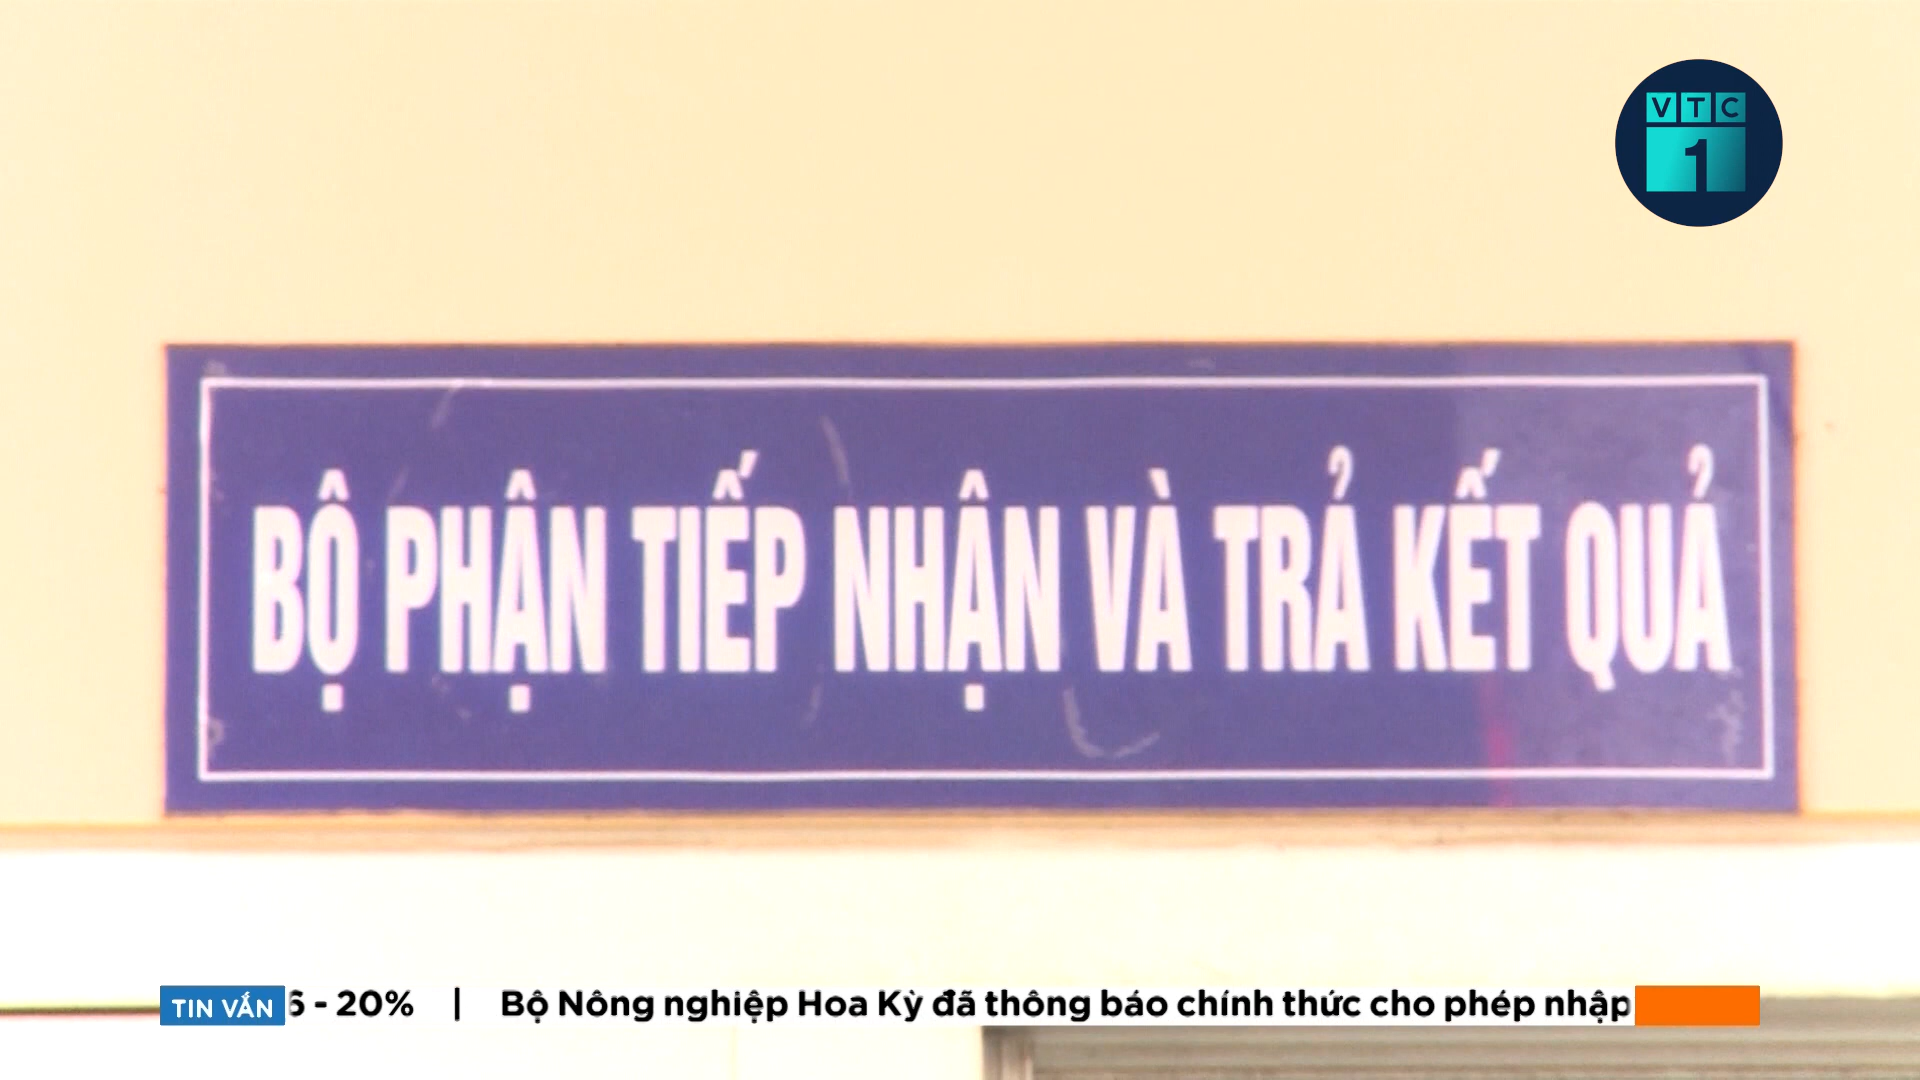 VTC
1
BỘ PHẬN TIẾP NHẬN VÀ TRẢ KẾT QUẢ
TIN VẮN - 20% | Bộ Nông nghiệp Hoa Kỳ đã thông báo chính thức cho phép nhập